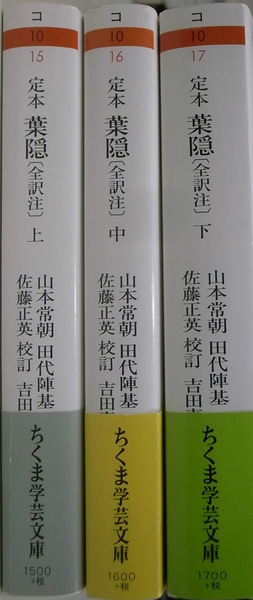 コ
10
15
定本 葉隠〔全訳注〕 上
山本常朝 田代陣基
佐藤正英 校訂 吉田
ちくま学芸文庫
1500
+税
コ
10
16
定本 葉隠〔全訳注〕 中
山本常朝 田代陣基
佐藤正英 校訂 吉田
ちくま学芸文庫
1600
+税
コ
10
17
定本 葉隠〔全訳注〕 下
山本常朝 田代陣基
佐藤正英 校訂 吉田
ちくま学芸文庫
1700
+税